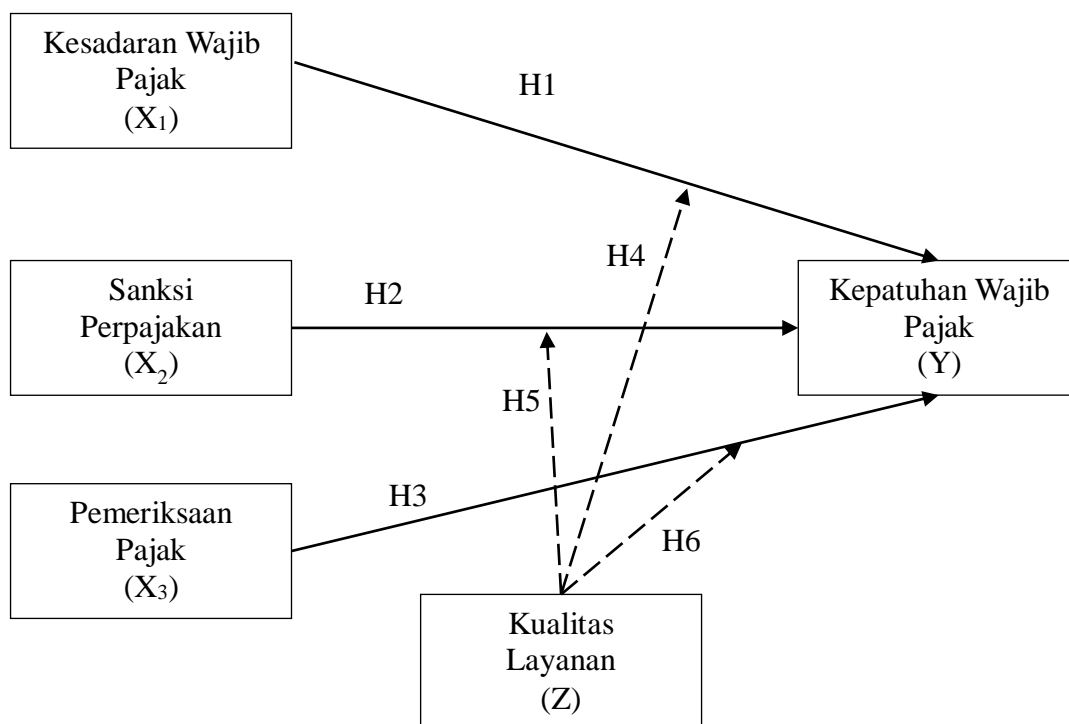 Kesadaran Wajib
Pajak
(X₁)
H1
H4
Sanksi
Perpajakan
(X₂)
H2
Kepatuhan Wajib
Pajak
(Y)
H5
Pemeriksaan
Pajak
(X₃)
H3
H6
Kualitas
Layanan
(Z)